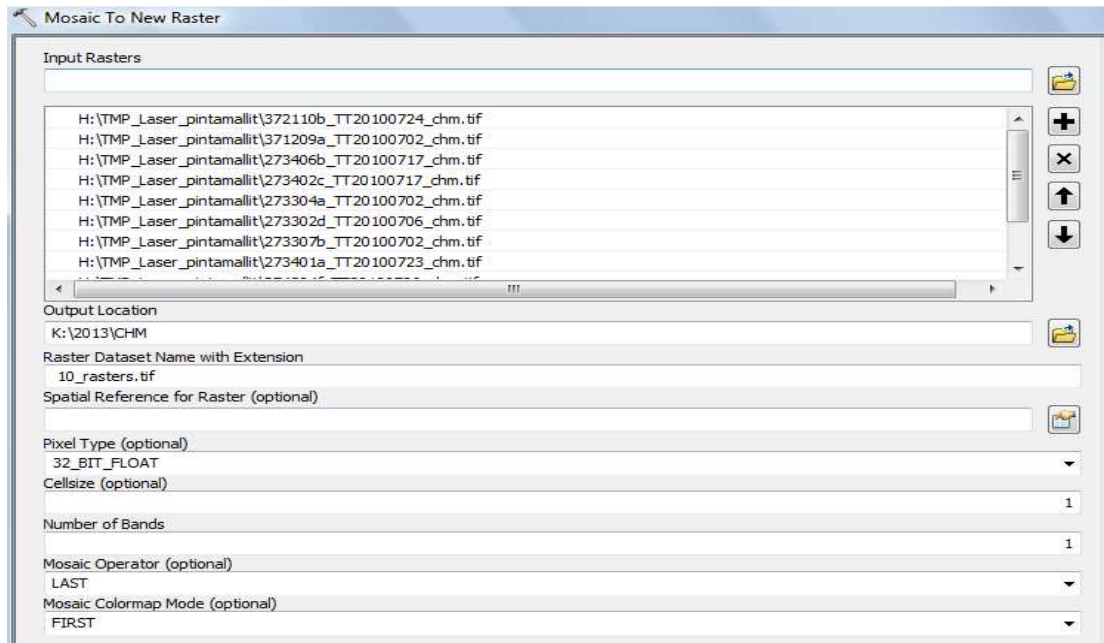 Mosaic To New Raster
Input Rasters
H:\TMP_Laser_pintamallit\372110b_TT20100724_chm.tif
H:\TMP_Laser_pintamallit\371209a_TT20100702_chm.tif
H:\TMP_Laser_pintamallit\273406b_TT20100717_chm.tif
H:\TMP_Laser_pintamallit\273402c_TT20100717_chm.tif
H:\TMP_Laser_pintamallit\273304a_TT20100702_chm.tif
H:\TMP_Laser_pintamallit\273302d_TT20100706_chm.tif
H:\TMP_Laser_pintamallit\273307b_TT20100702_chm.tif
H:\TMP_Laser_pintamallit\273401a_TT20100723_chm.tif
Output Location
K:\2013\CHM
Raster Dataset Name with Extension
10_rasters.tif
Spatial Reference for Raster (optional)
Pixel Type (optional)
32_BIT_FLOAT
Cellsize (optional)
1
Number of Bands
1
Mosaic Operator (optional)
LAST
Mosaic Colormap Mode (optional)
FIRST